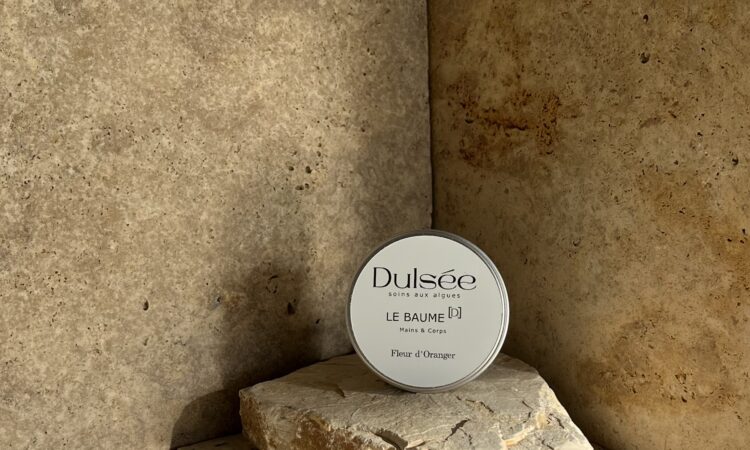 Dulsée
soins aux algues
LE BAUME [D]
Mains & Corps
Fleur d'Oranger